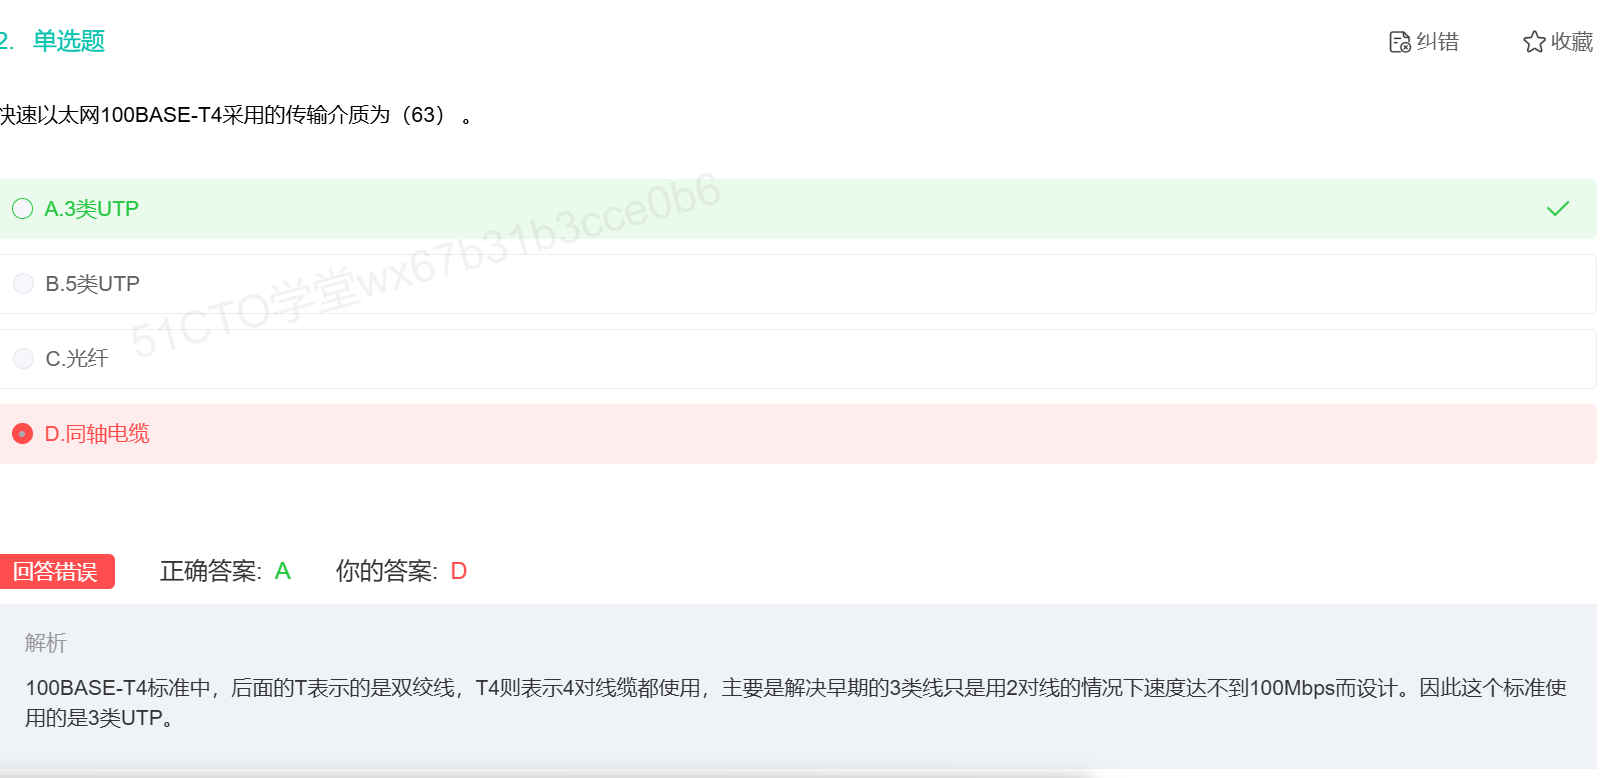 2. 单选题
纠错
收藏
快速以太网100BASE-T4采用的传输介质为（63） 。
A.3类UTP
B.5类UTP
C.光纤
D.同轴电缆
51CTO学堂wx67b31b3cce0b6
回答错误 正确答案: A 你的答案: D
解析
100BASE-T4标准中，后面的T表示的是双绞线，T4则表示4对线缆都使用，主要是解决早期的3类线只是用2对线的情况下速度达不到100Mbps而设计。因此这个标准使
用的是3类UTP。